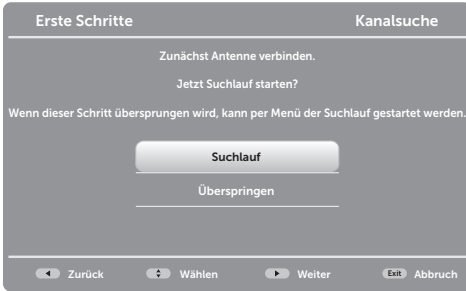 Erste Schritte Kanalsuche
Zunächst Antenne verbinden.
Jetzt Suchlauf starten?
Wenn dieser Schritt übersprungen wird, kann per Menü der Suchlauf gestartet werden.
Suchlauf
Überspringen
Zurück Wählen Weiter Exit Abbruch